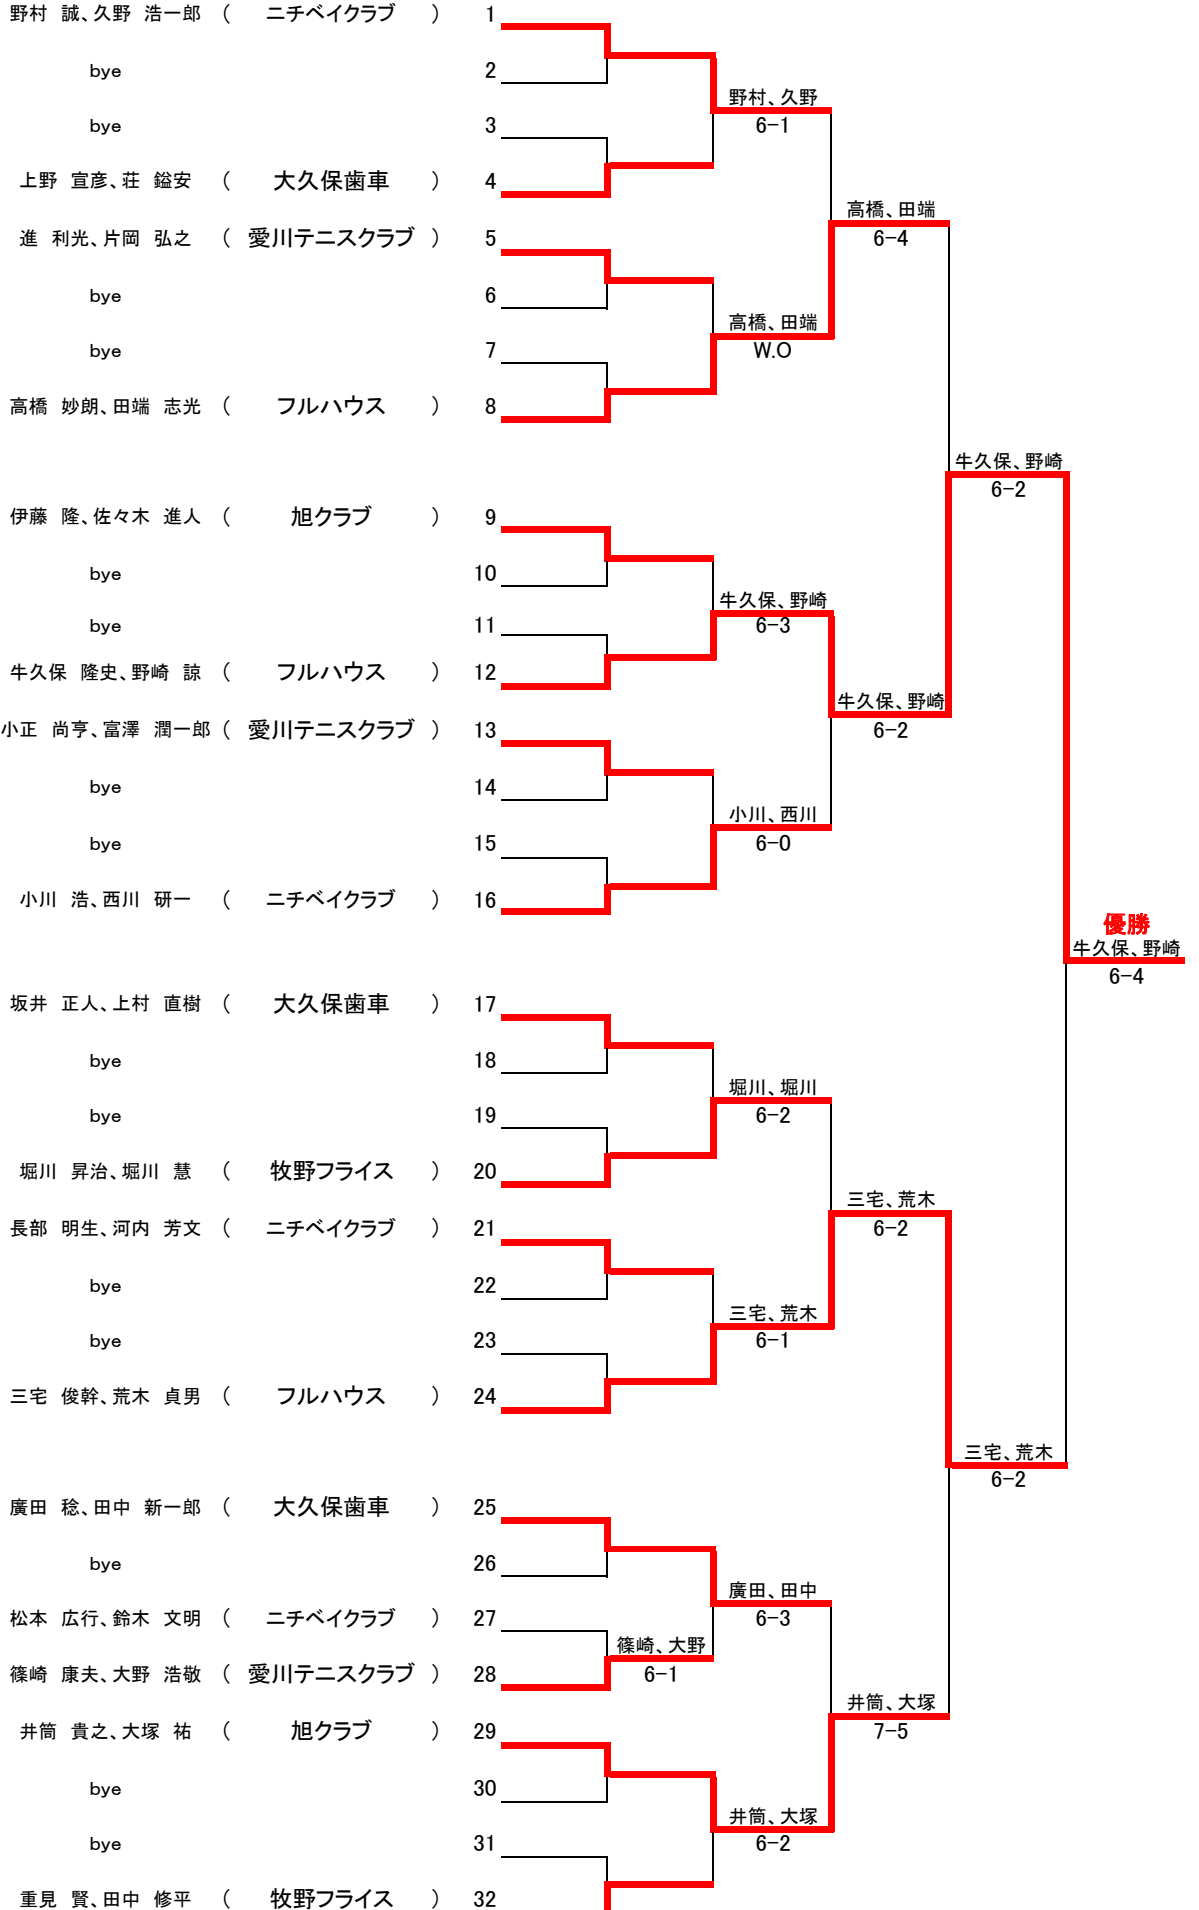 野村 誠、久野 浩一郎 ( ニチベイクラブ ) 1
bye 2
野村、久野
bye 3
6-1
上野 宣彦、荘 鎰安 ( 大久保歯車 ) 4
高橋、田端
進 利光、片岡 弘之 ( 愛川テニスクラブ ) 5
6-4
bye 6
高橋、田端
bye 7
W.O
高橋 妙朗、田端 志光 ( フルハウス ) 8
牛久保、野崎
6-2
伊藤 隆、佐々木 進人 ( 旭クラブ ) 9
bye 10
牛久保、野崎
bye 11
6-3
牛久保 隆史、野崎 諒 ( フルハウス ) 12
牛久保、野崎
小正 尚亨、富澤 潤一郎 ( 愛川テニスクラブ ) 13
6-2
bye 14
小川、西川
bye 15
6-0
小川 浩、西川 研一 ( ニチベイクラブ ) 16
優勝
牛久保、野崎
6-4
坂井 正人、上村 直樹 ( 大久保歯車 ) 17
bye 18
堀川、堀川
bye 19
6-2
堀川 昇治、堀川 慧 ( 牧野フライス ) 20
三宅、荒木
長部 明生、河内 芳文 ( ニチベイクラブ ) 21
6-2
bye 22
三宅、荒木
bye 23
6-1
三宅 俊幹、荒木 貞男 ( フルハウス ) 24
三宅、荒木
6-2
廣田 稔、田中 新一郎 ( 大久保歯車 ) 25
bye 26
廣田、田中
松本 広行、鈴木 文明 ( ニチベイクラブ ) 27
6-3
篠崎、大野
篠崎 康夫、大野 浩敬 ( 愛川テニスクラブ ) 28
6-1
井筒、大塚
井筒 貴之、大塚 祐 ( 旭クラブ ) 29
7-5
bye 30
井筒、大塚
bye 31
6-2
重見 賢、田中 修平 ( 牧野フライス ) 32